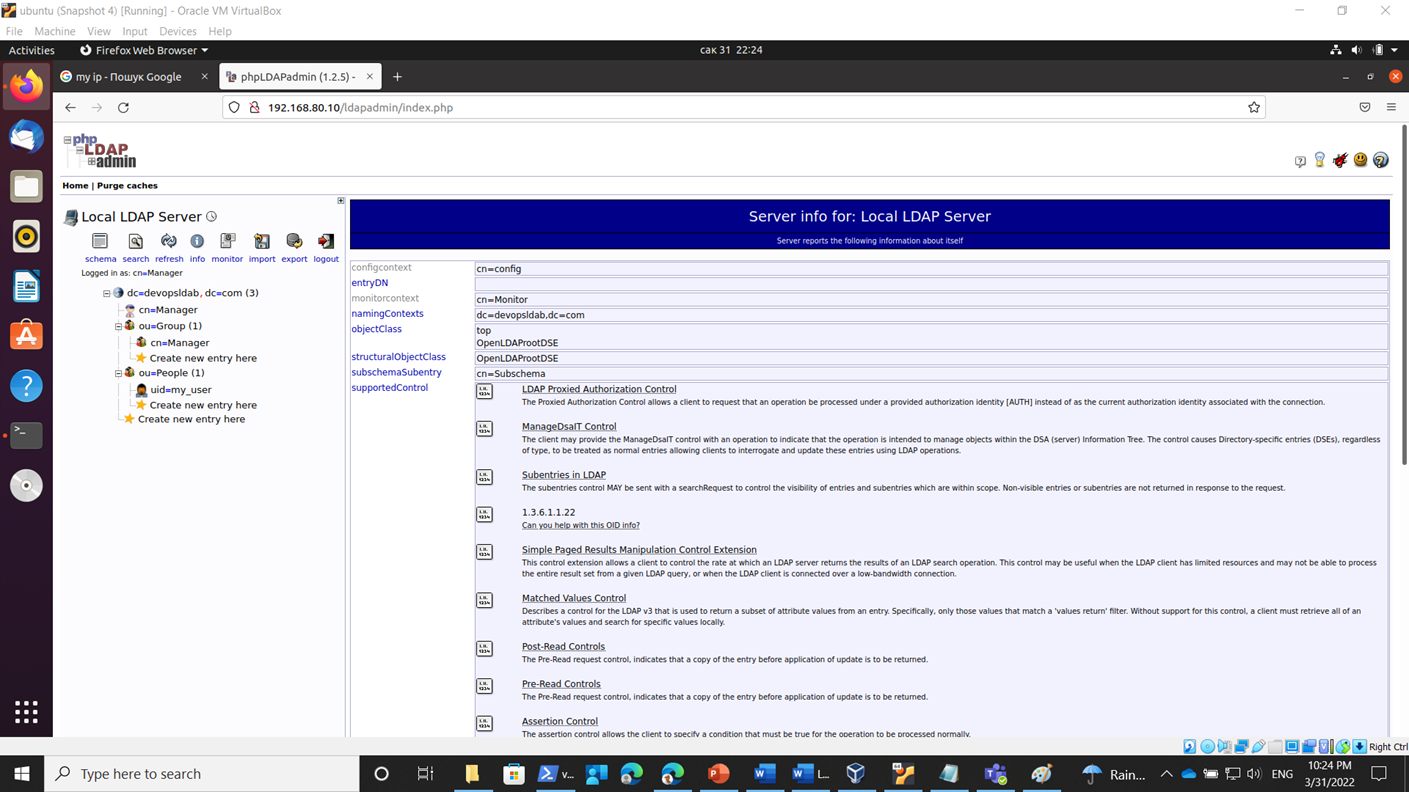 ubuntu (Snapshot 4) [Running] - Oracle VM VirtualBox
File Machine View Input Devices Help
Activities Firefox Web Browser сак 31 22:24
my ip - Пошук Google × phpLDAPadmin (1.2.5) - × +
192.168.80.10/ldapadmin/index.php
php
LDAP
admin
Home | Purge caches
Local LDAP Server
schema search refresh info monitor import export logout
Logged in as: cn=Manager
dc=devopsldab, dc=com (3)
cn=Manager
ou=Group (1)
cn=Manager
Create new entry here
ou=People (1)
uid=my_user
Create new entry here
Create new entry here
Server info for: Local LDAP Server
Server reports the following information about itself
configcontext cn=config
entryDN
monitorcontext cn=Monitor
namingContexts dc=devopsldab,dc=com
objectClass top
OpenLDAProotDSE
structuralObjectClass OpenLDAProotDSE
subschemaSubentry cn=Subschema
supportedControl LDAP Proxied Authorization Control
The Proxied Authorization Control allows a client to request that an operation be processed under a provided authorization identity [AUTH] instead of as the current authorization identity associated with the connection.
ManageDsaIT Control
The client may provide the ManageDsaIT control with an operation to indicate that the operation is intended to manage objects within the DSA (server) Information Tree. The control causes Directory-specific entries (DSEs), regardless
of type, to be treated as normal entries allowing clients to interrogate and update these entries using LDAP operations.
Subentries in LDAP
The subentries control MAY be sent with a searchRequest to control the visibility of entries and subentries which are within scope. Non-visible entries or subentries are not returned in response to the request.
1.3.6.1.1.22
Can you help with this OID info?
Simple Paged Results Manipulation Control Extension
This control extension allows a client to control the rate at which an LDAP server returns the results of an LDAP search operation. This control may be useful when the LDAP client has limited resources and may not be able to process
the entire result set from a given LDAP query, or when the LDAP client is connected over a low-bandwidth connection.
Matched Values Control
Describes a control for the LDAP v3 that is used to return a subset of attribute values from an entry. Specifically, only those values that match a 'values return' filter. Without support for this control, a client must retrieve all of an
attribute's values and search for specific values locally.
Post-Read Controls
The Pre-Read request control, indicates that a copy of the entry before application of update is to be returned.
Pre-Read Controls
The Pre-Read request control, indicates that a copy of the entry before application of update is to be returned.
Assertion Control
The assertion control allows the client to specify a condition that must be true for the operation to be processed normally.
Right Ctrl
Type here to search
v...
L...
Rain...
ENG
10:24 PM
3/31/2022